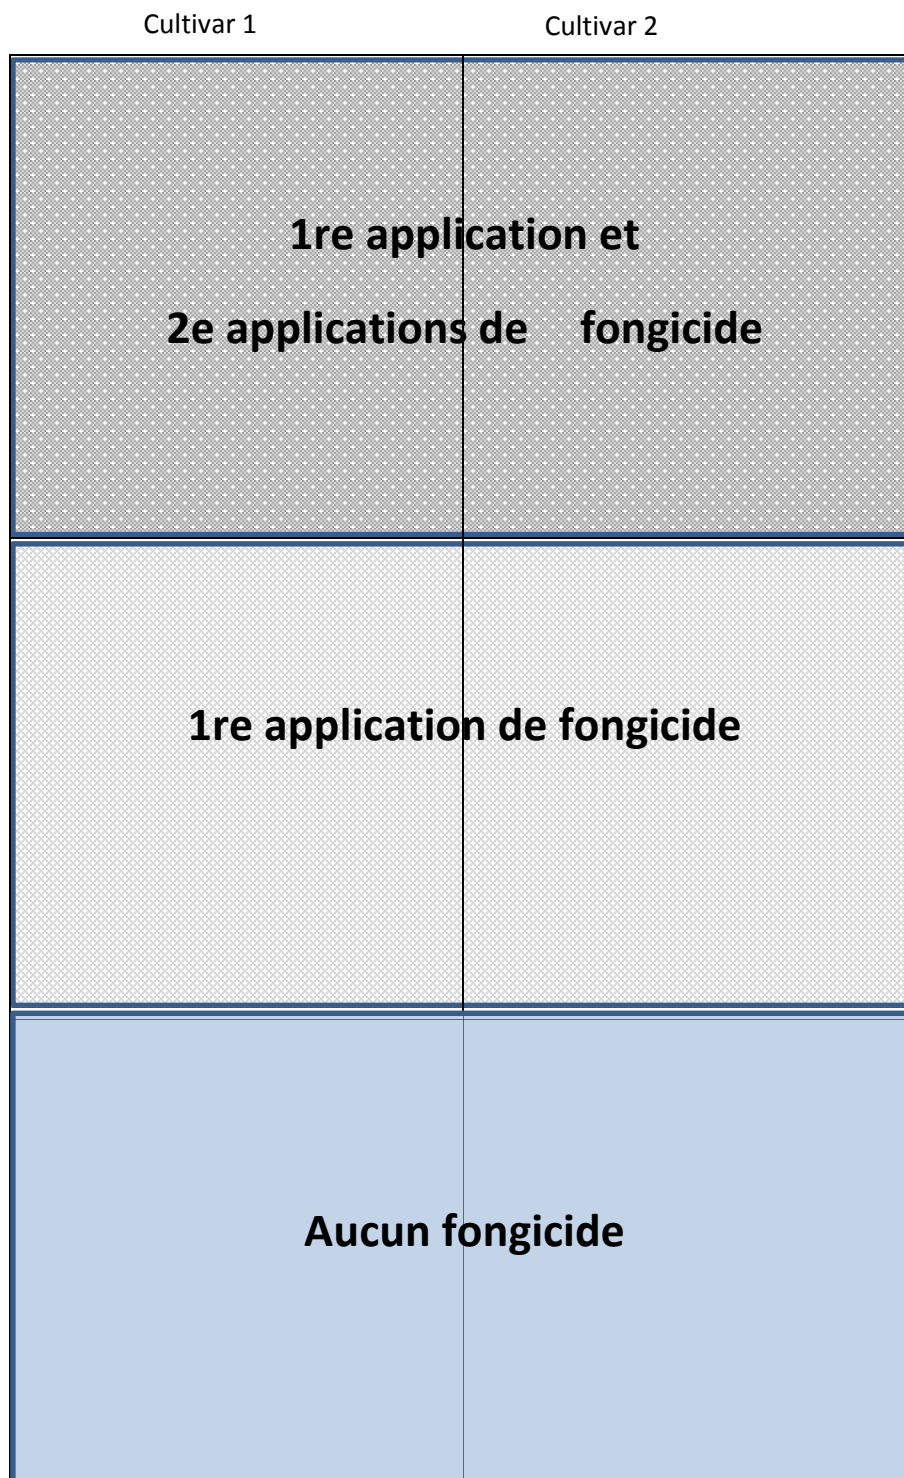 Cultivar 1 Cultivar 2
1re application et
2e applications de fongicide
1re application de fongicide
Aucun fongicide